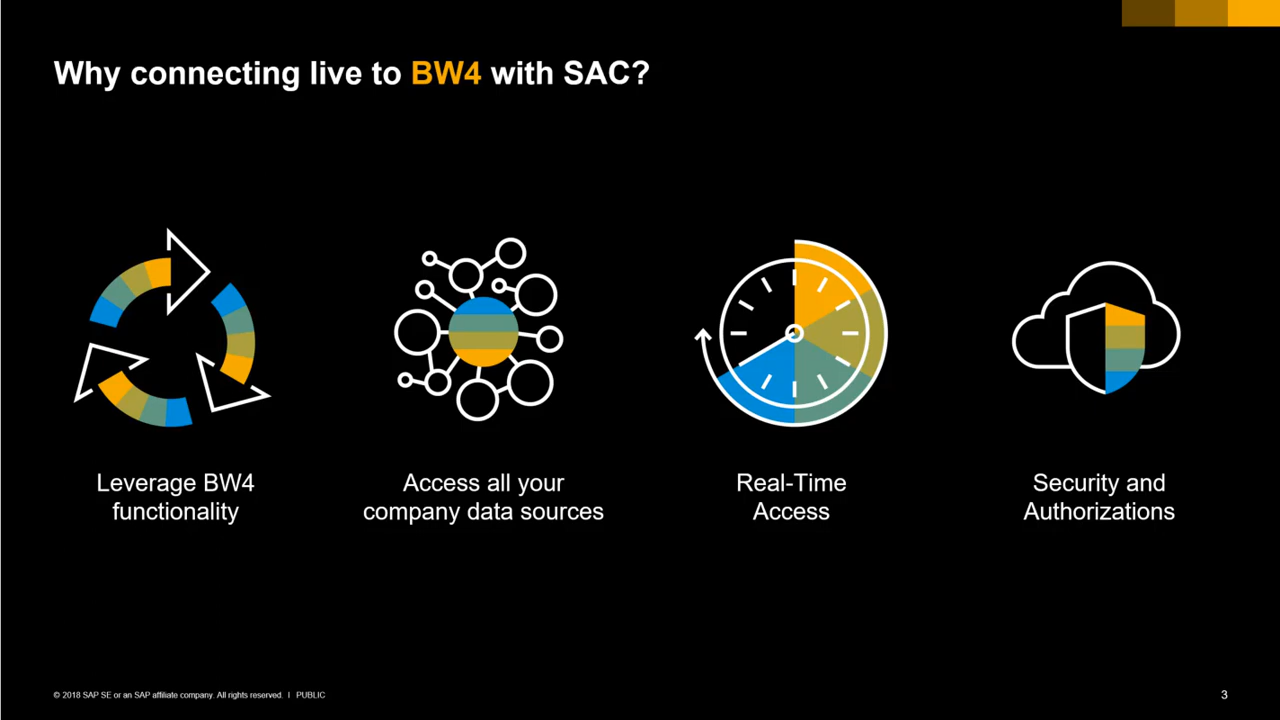 Why connecting live to BW4 with SAC?
Leverage BW4
functionality
Access all your
company data sources
Real-Time
Access
Security and
Authorizations
© 2018 SAP SE or an SAP affiliate company. All rights reserved. I PUBLIC
3